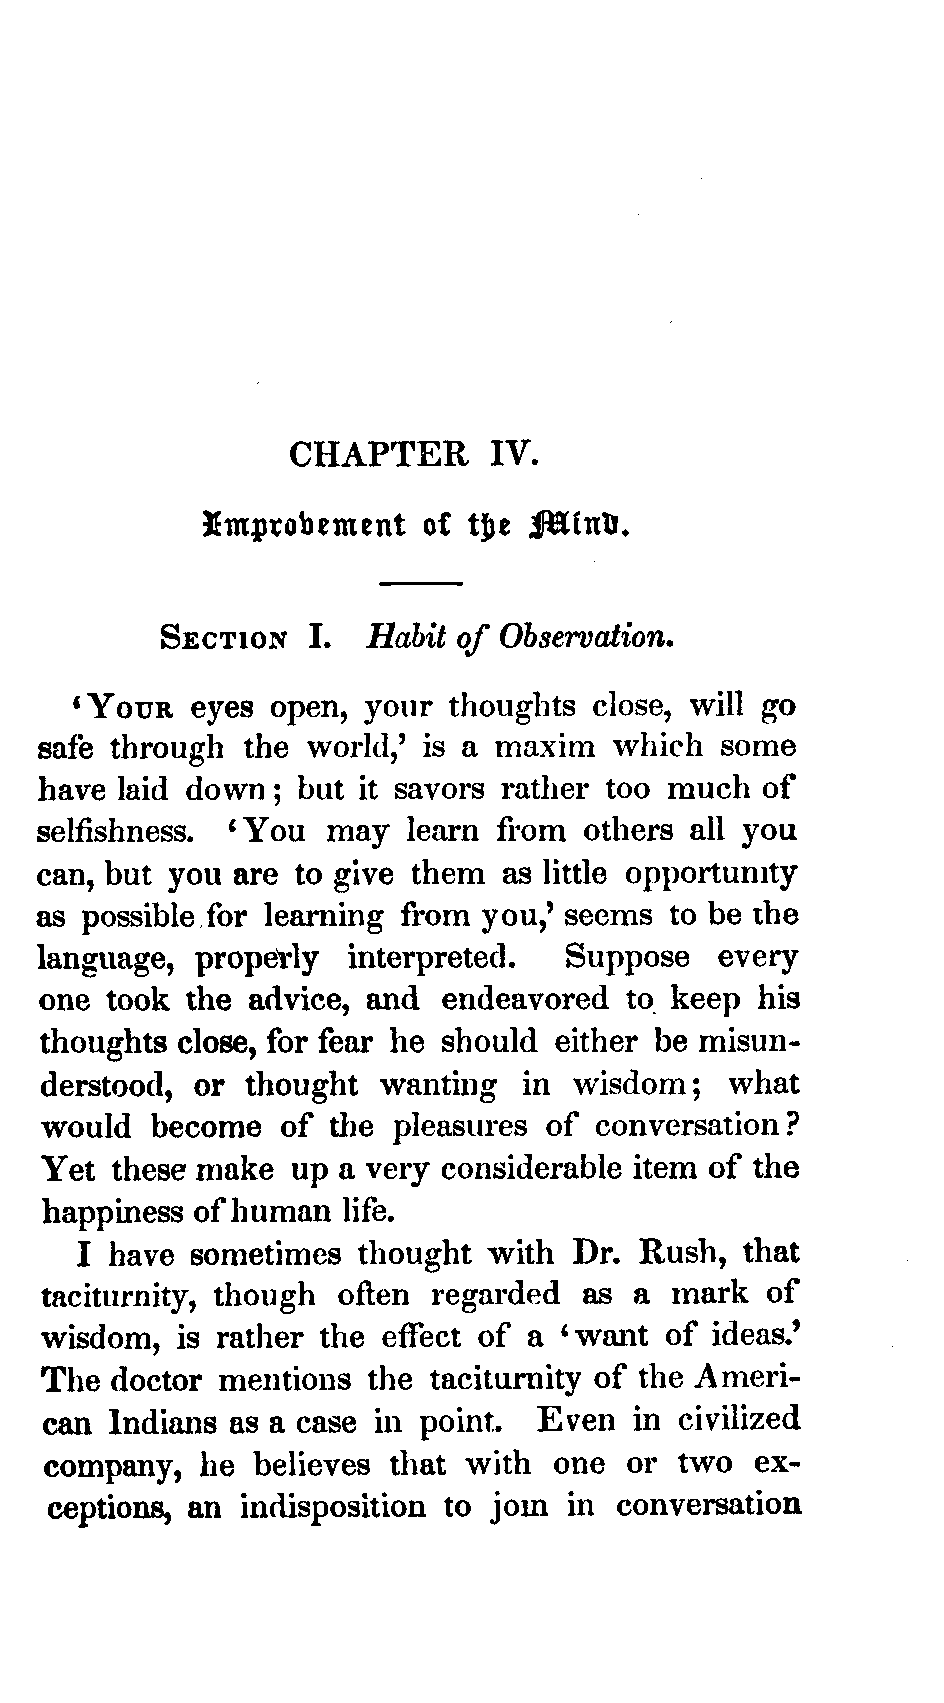 CHAPTER IV.
Improvement of the Mind.
SECTION I. Habit of Observation.
‘YOUR eyes open, your thoughts close, will go
safe through the world,’ is a maxim which some
have laid down; but it savors rather too much of
selfishness. ‘You may learn from others all you
can, but you are to give them as little opportunity
as possible for learning from you,’ seems to be the
language, properly interpreted. Suppose every
one took the advice, and endeavored to keep his
thoughts close, for fear he should either be misun-
derstood, or thought wanting in wisdom; what
would become of the pleasures of conversation?
Yet these make up a very considerable item of the
happiness of human life.
I have sometimes thought with Dr. Rush, that
taciturnity, though often regarded as a mark of
wisdom, is rather the effect of a ‘want of ideas.’
The doctor mentions the taciturnity of the Ameri-
can Indians as a case in point. Even in civilized
company, he believes that with one or two ex-
ceptions, an indisposition to join in conversation